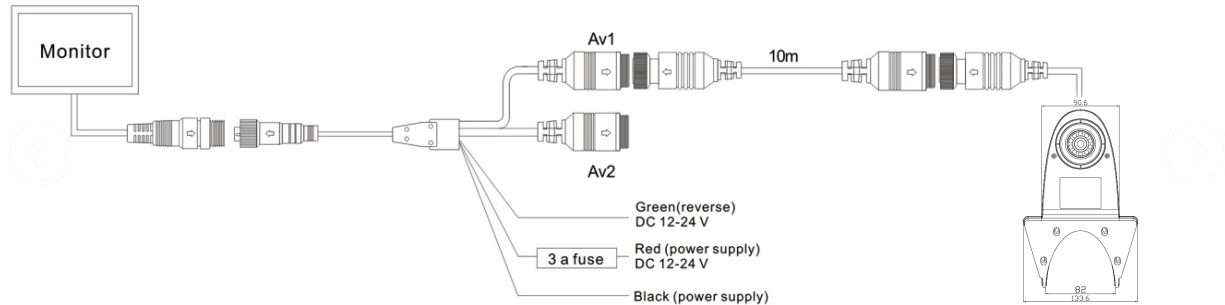 Monitor
Av1
10m
Av2
90.6
Green(reverse)
DC 12-24 V
3 a fuse
Red (power supply)
DC 12-24 V
Black (power supply)
82
133.6